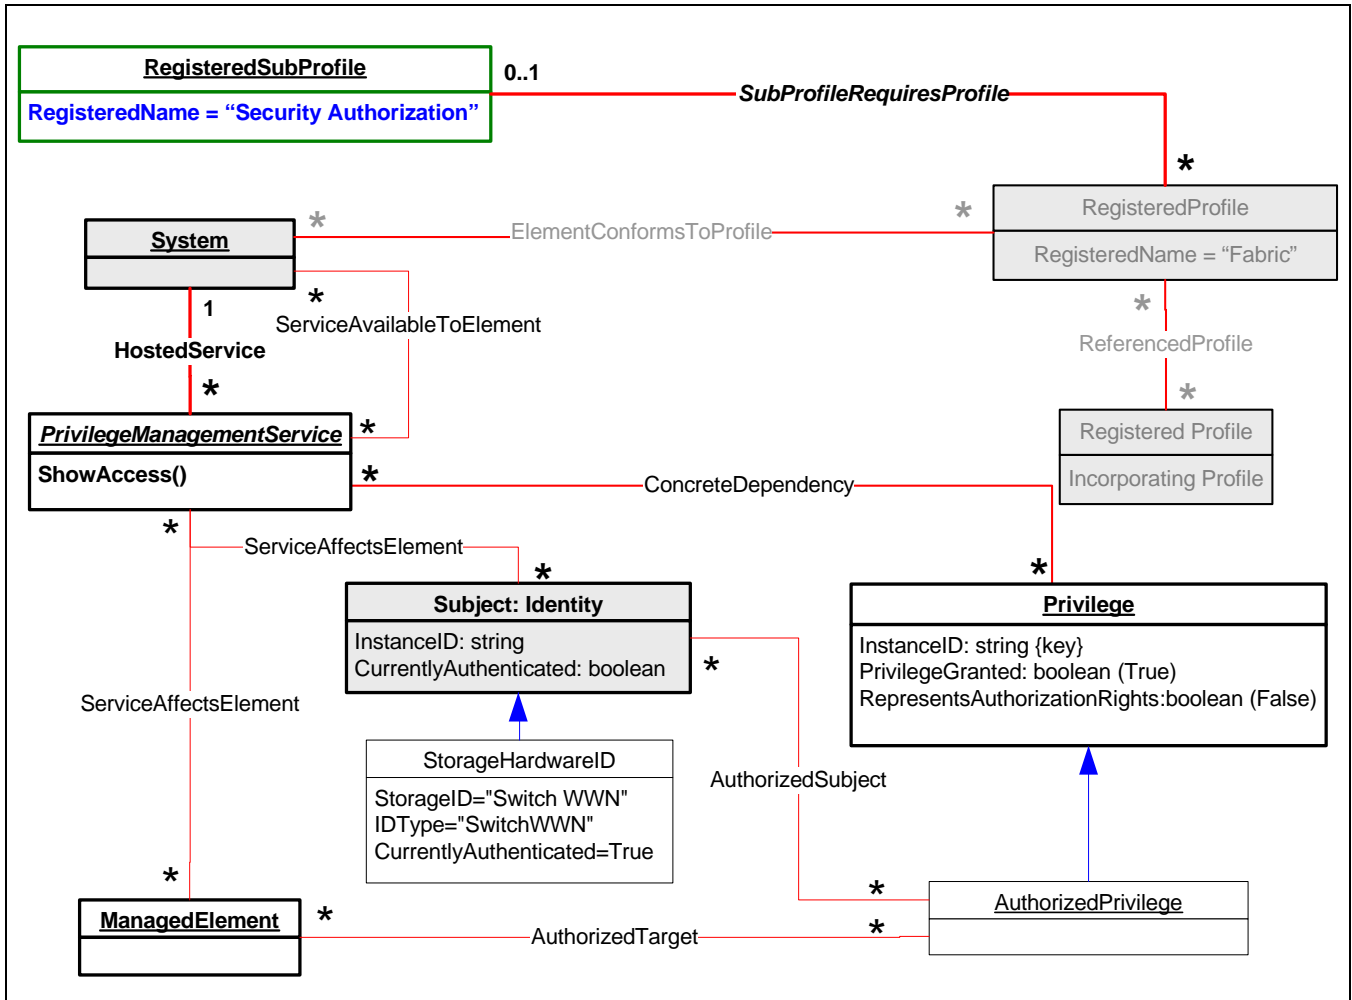 RegisteredSubProfile
RegisteredName = “Security Authorization”
0..1
SubProfileRequiresProfile
*
RegisteredProfile
RegisteredName = “Fabric”
*
ElementConformsToProfile
*
System
*
ServiceAvailableToElement
1
HostedService
*
*
ReferencedProfile
*
Registered Profile
Incorporating Profile
PrivilegeManagementService
ShowAccess()
*
*
ConcreteDependency
*
*
ServiceAffectsElement
*
Subject: Identity
InstanceID: string
CurrentlyAuthenticated: boolean
*
Privilege
InstanceID: string {key}
PrivilegeGranted: boolean (True)
RepresentsAuthorizationRights:boolean (False)
ServiceAffectsElement
StorageHardwareID
StorageID="Switch WWN"
IDType="SwitchWWN"
CurrentlyAuthenticated=True
AuthorizedSubject
*
*
AuthorizedPrivilege
ManagedElement
*
AuthorizedTarget
*